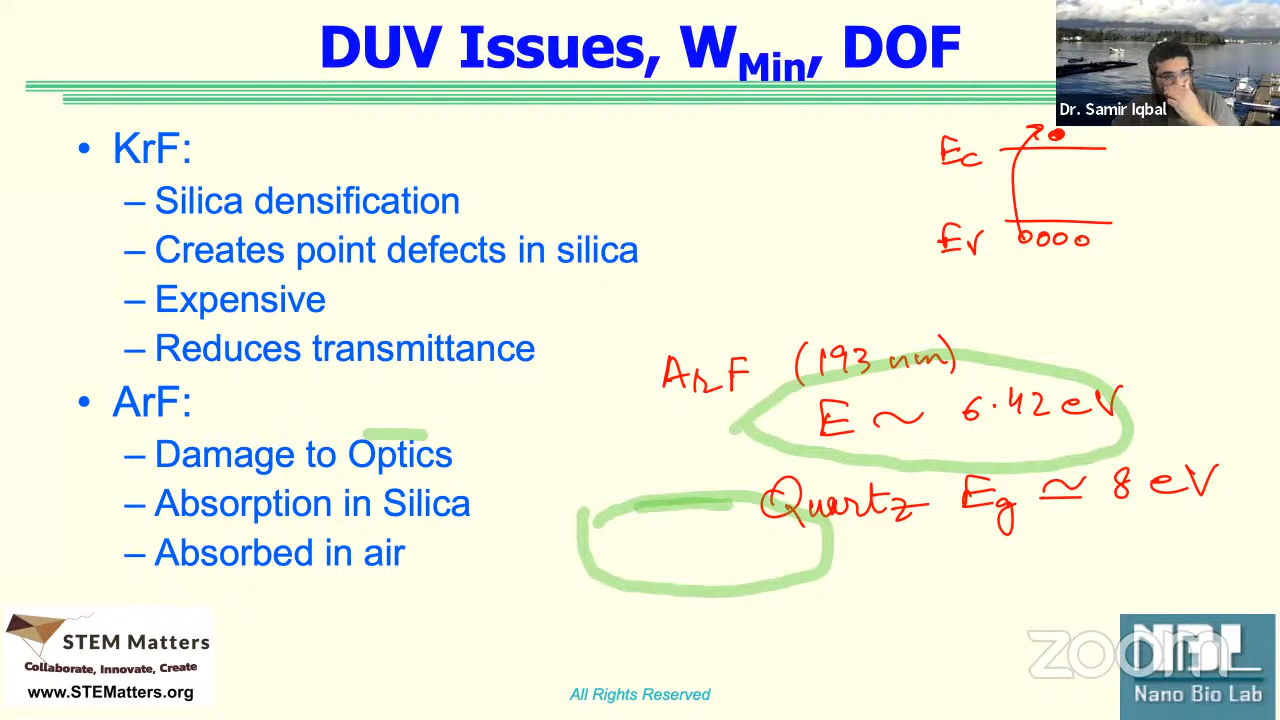 DUV Issues, WMin, DOF
Dr. Samir Iqbal
• KrF:
– Silica densification
– Creates point defects in silica
– Expensive
– Reduces transmittance
• ArF:
– Damage to Optics
– Absorption in Silica
– Absorbed in air
Ec
Ev
ArF (193 nm)
E ~ 6.42 eV
Quartz Eg ≃ 8 eV
STEM Matters
Collaborate, Innovate, Create
www.STEMatters.org
All Rights Reserved
zoom
NBL
Nano Bio Lab